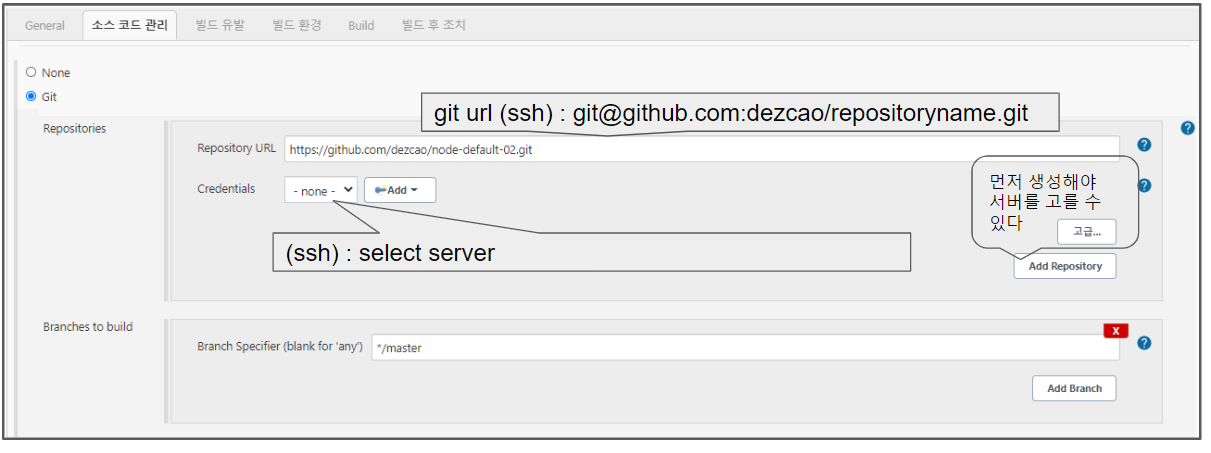 General 소스 코드 관리 빌드 유발 빌드 환경 Build 빌드 후 조치
None
Git
git url (ssh) : git@github.com:dezcao/repositoryname.git
Repositories
Repository URL https://github.com/dezcao/node-default-02.git
Credentials - none - Add
먼저 생성해야
서버를 고를 수
있다
고급...
(ssh) : select server
Add Repository
Branches to build
X
Branch Specifier (blank for 'any') */master
Add Branch